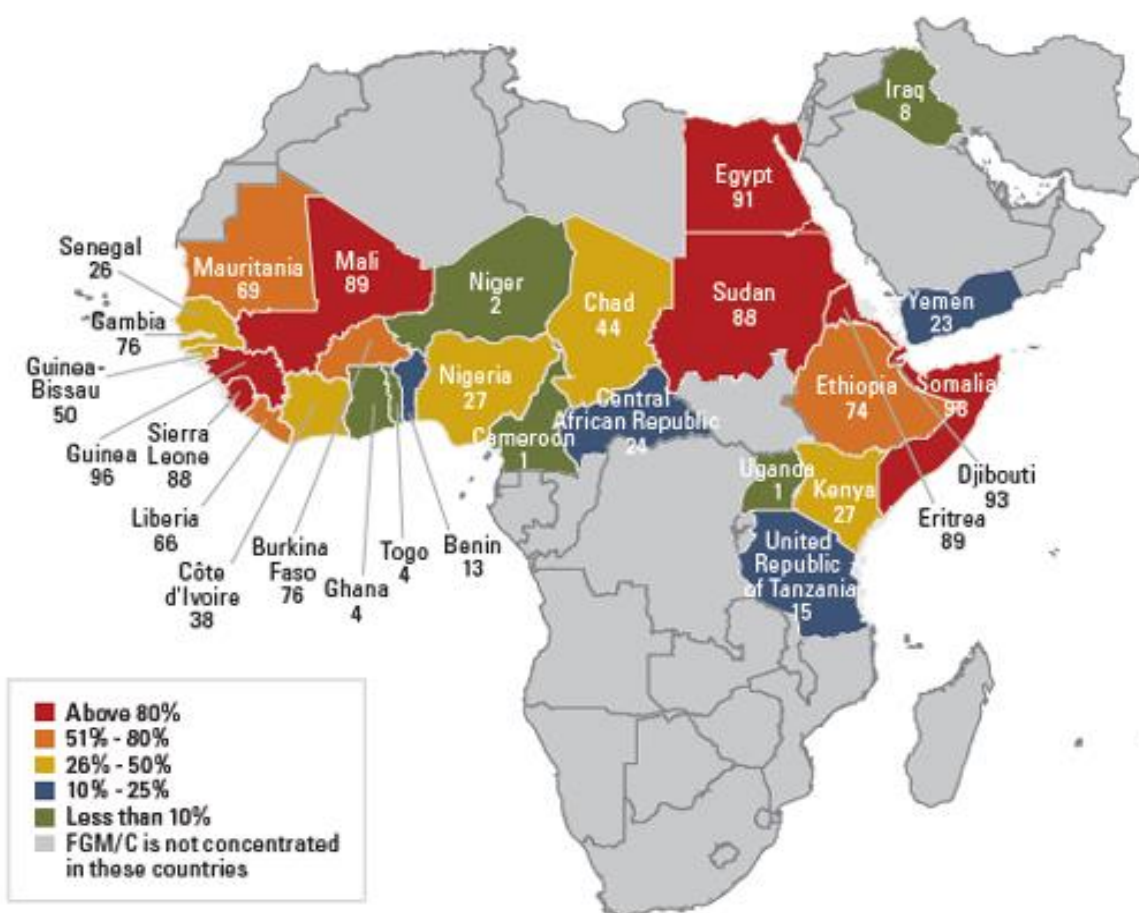 Iraq
8
Egypt
91
Senegal
26
Mauritania
69
Mali
89
Niger
2
Chad
44
Sudan
88
Yemen
23
Gambia
76
Guinea-
Bissau
50
Guinea
96
Sierra
Leone
88
Nigeria
27
Central
African Republic
24
Cameroon
1
Ethiopia
74
Somalia
98
Djibouti
93
Eritrea
89
Uganda
1
Kenya
27
United
Republic
of Tanzania
15
Liberia
66
Côte
d'Ivoire
38
Burkina
Faso
76
Ghana
4
Togo
4
Benin
13
Above 80%
51% - 80%
26% - 50%
10% - 25%
Less than 10%
FGM/C is not concentrated
in these countries